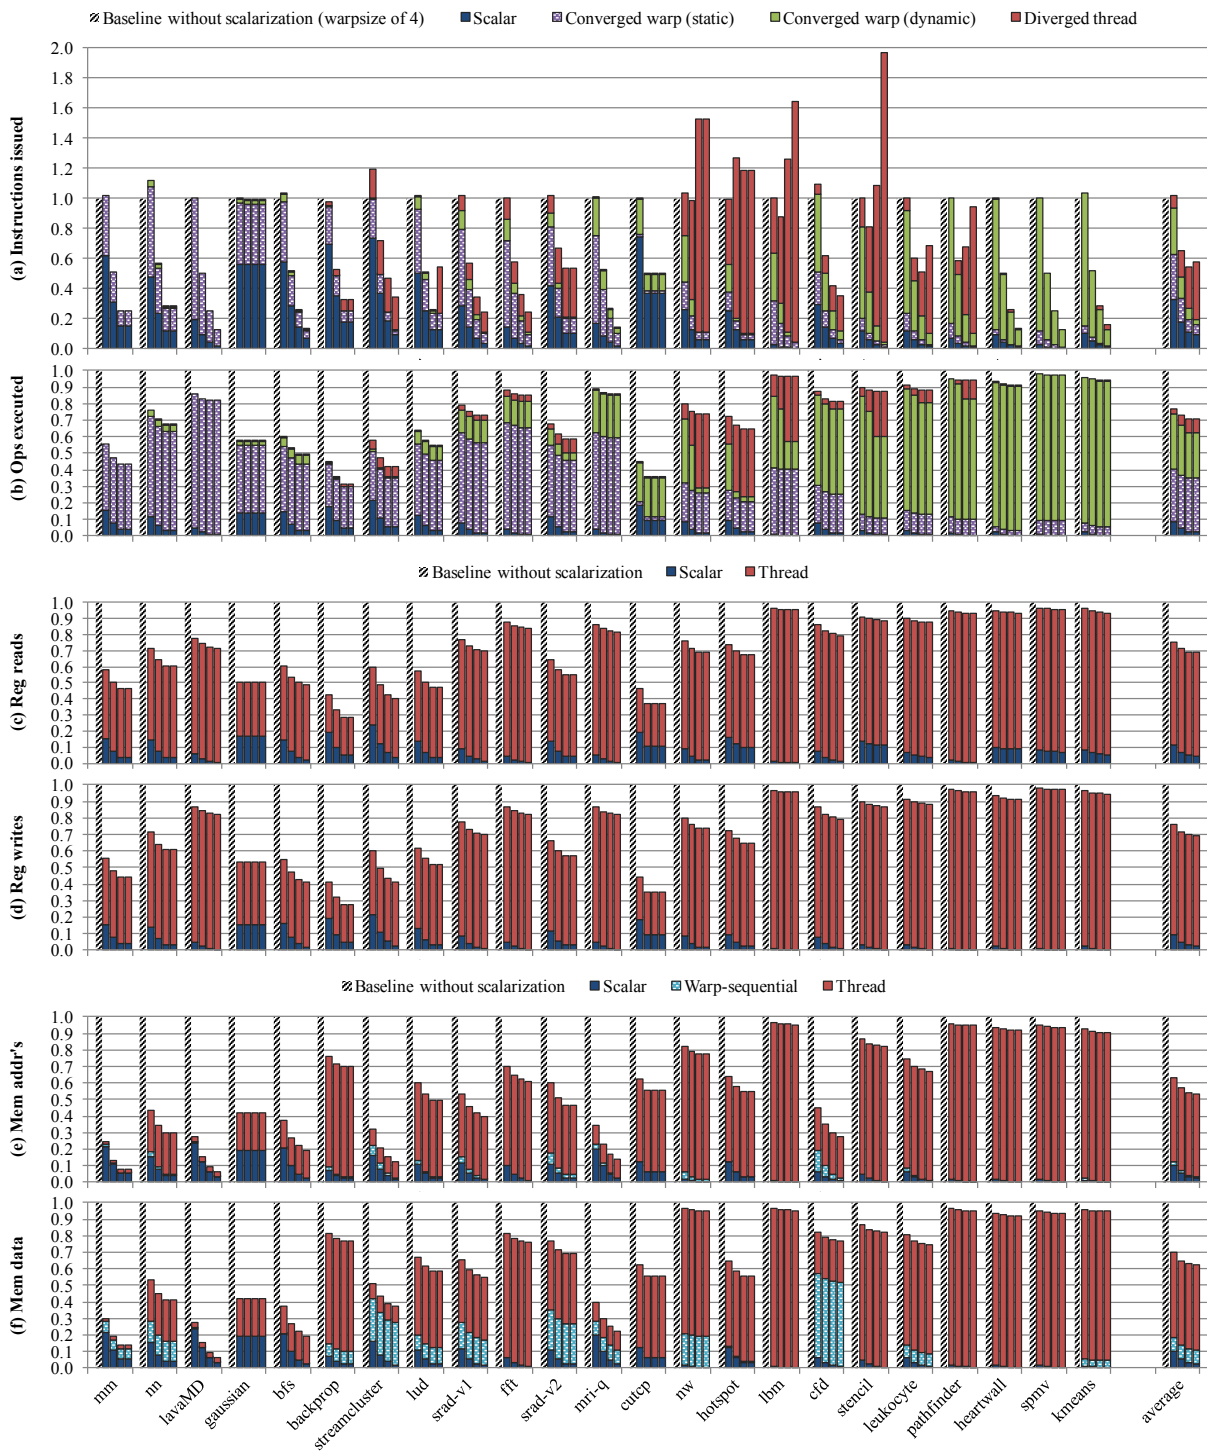 Baseline without scalarization (warpsize of 4) Scalar Converged warp (static) Converged warp (dynamic) Diverged thread
(a) Instructions issued
2.0
1.8
1.6
1.4
1.2
1.0
0.8
0.6
0.4
0.2
0.0
(b) Ops executed
1.0
0.9
0.8
0.7
0.6
0.5
0.4
0.3
0.2
0.1
0.0
Baseline without scalarization Scalar Thread
(c) Reg reads
1.0
0.9
0.8
0.7
0.6
0.5
0.4
0.3
0.2
0.1
0.0
(d) Reg writes
1.0
0.9
0.8
0.7
0.6
0.5
0.4
0.3
0.2
0.1
0.0
Baseline without scalarization Scalar Warp-sequential Thread
(e) Mem addr's
1.0
0.9
0.8
0.7
0.6
0.5
0.4
0.3
0.2
0.1
0.0
(f) Mem data
1.0
0.9
0.8
0.7
0.6
0.5
0.4
0.3
0.2
0.1
0.0
mm
nn
lavaMD
gaussian
bfs
backprop
streamcluster
lud
srad-v1
fft
srad-v2
mri-q
cutcp
nw
hotspot
lbm
cfd
stencil
leukocyte
pathfinder
heartwall
spmv
kmeans
average